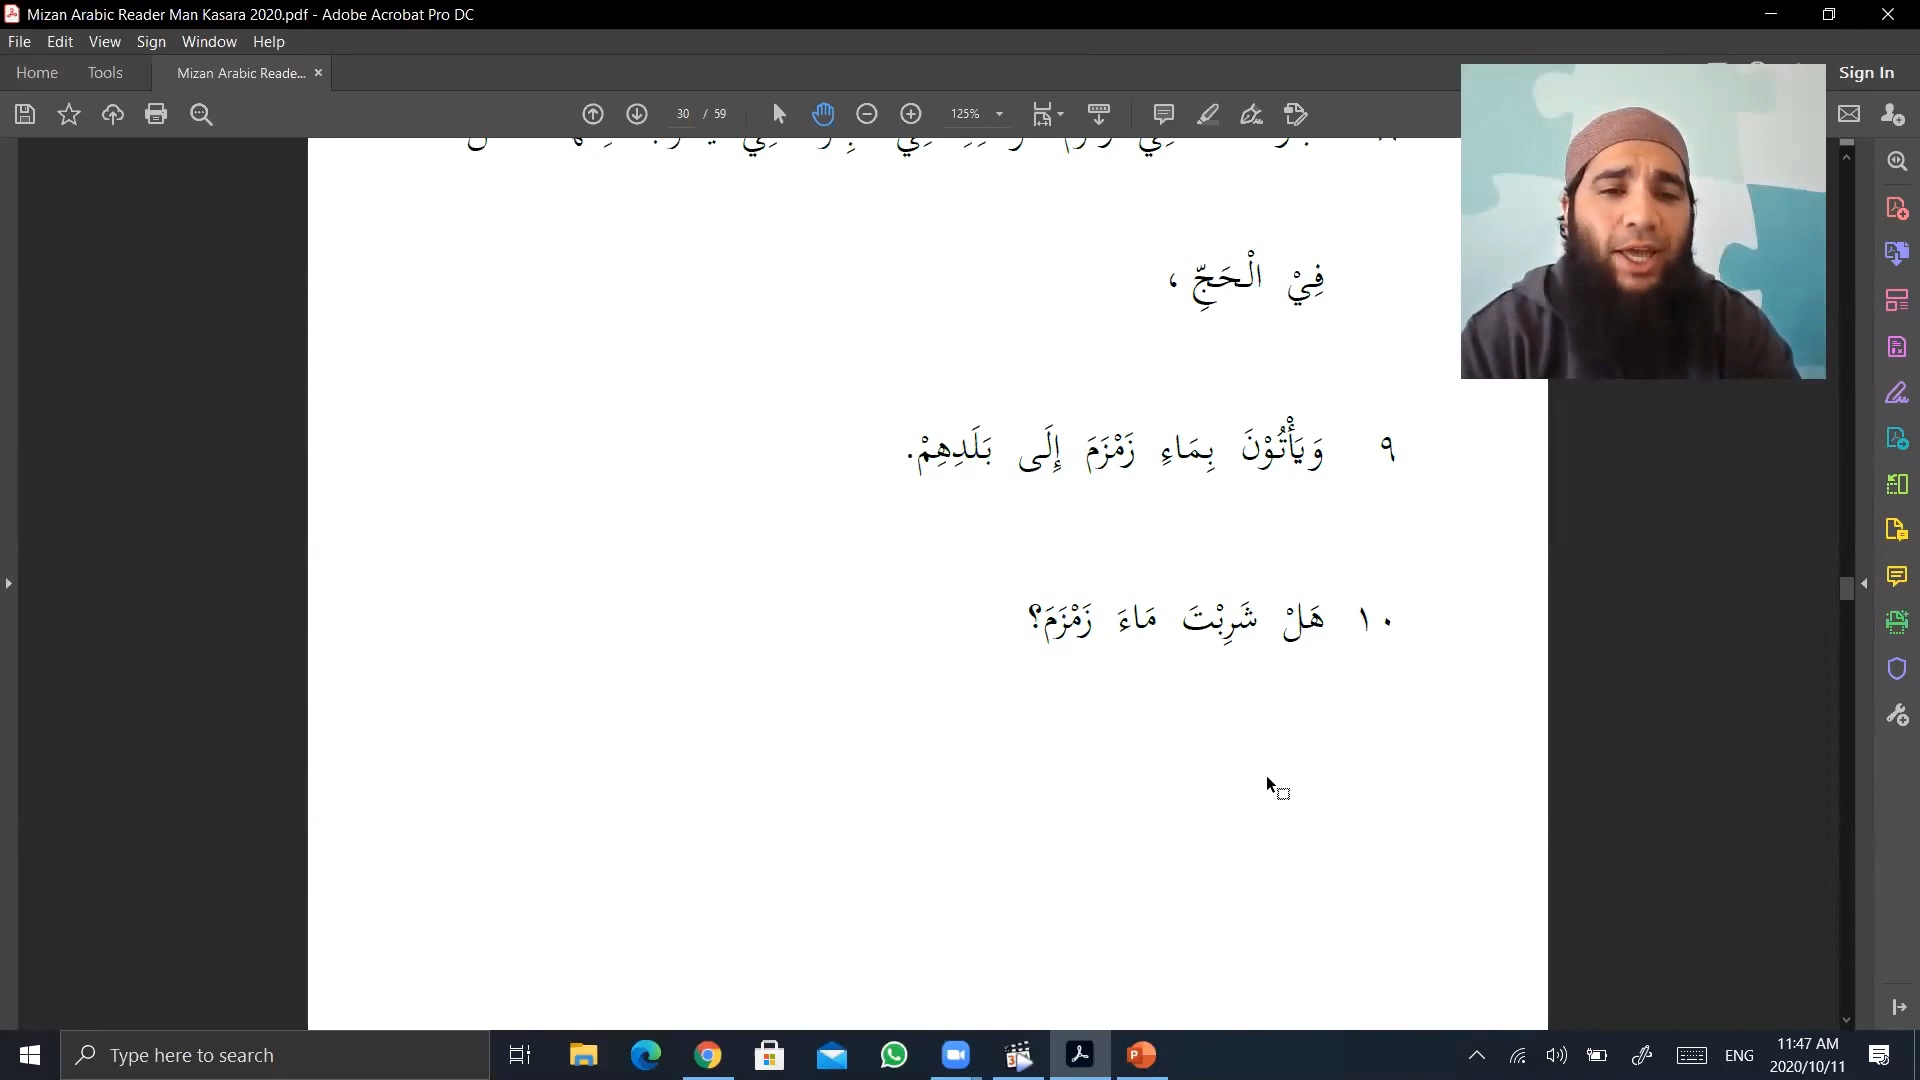 Mizan Arabic Reader Man Kasara 2020.pdf - Adobe Acrobat Pro DC
File Edit View Sign Window Help
Home Tools Mizan Arabic Reade... × Sign In
30 / 59 125%
فِيْ الْحَجِّ ،
٩ وَيَأْتُوْنَ بِمَاءِ زَمْزَمَ إِلَى بَلَدِهِمْ.
١٠ هَلْ شَرِبْتَ مَاءَ زَمْزَمَ؟
Type here to search
ENG 11:47 AM
2020/10/11